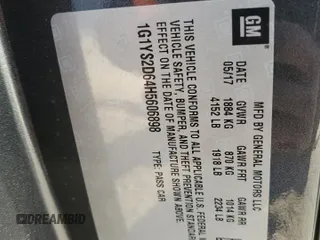 GM
MFD BY GENERAL MOTORS LLC
DATE GVWR GAWR FRT GAWR RR
05/17 1884 KG 870 KG 1014 KG
4152 LB 1918 LB 2234 LB
THIS VEHICLE CONFORMS TO ALL APPLICABLE U.S. FEDERAL M
VEHICLE SAFETY, BUMPER, AND THEFT PREVENTION STANDAR
EFFECT ON THE DATE OF MANUFACTURE SHOWN ABOVE.
1G1YS2D64H5606898 TYPE: PASS CAR
DREAMBID